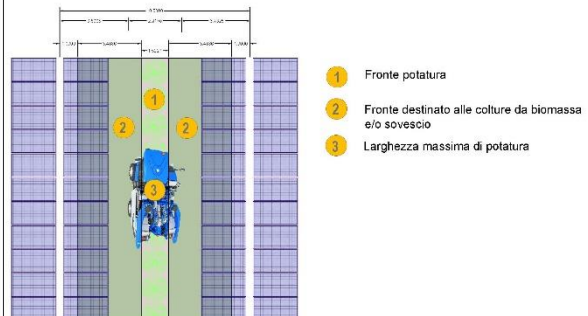 1 Fronte potatura
2 Fronte destinato alle colture da biomassa
e/o sovescio
3 Larghezza massima di potatura
1
2 2
3